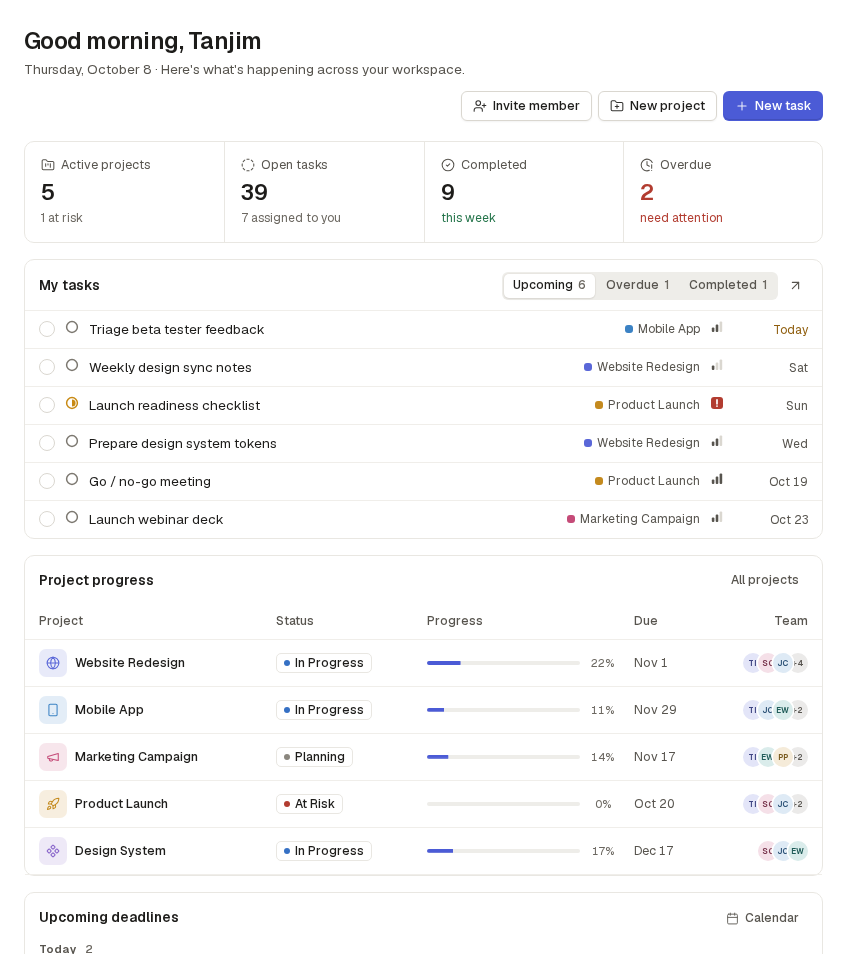 Good morning, Tanjim
Thursday, October 8 · Here's what's happening across your workspace.
Invite member New project New task
Active projects Open tasks Completed Overdue
5 39 9 2
1 at risk 7 assigned to you this week need attention
My tasks Upcoming 6 Overdue 1 Completed 1
Triage beta tester feedback Mobile App Today
Weekly design sync notes Website Redesign Sat
Launch readiness checklist Product Launch Sun
Prepare design system tokens Website Redesign Wed
Go / no-go meeting Product Launch Oct 19
Launch webinar deck Marketing Campaign Oct 23
Project progress All projects
Project Status Progress Due Team
Website Redesign In Progress 22% Nov 1 JC +4
Mobile App In Progress 11% Nov 29 EW +2
Marketing Campaign Planning 14% Nov 17 PP +2
Product Launch At Risk 0% Oct 20 JC +2
Design System In Progress 17% Dec 17 EW
Upcoming deadlines Calendar
Today 2